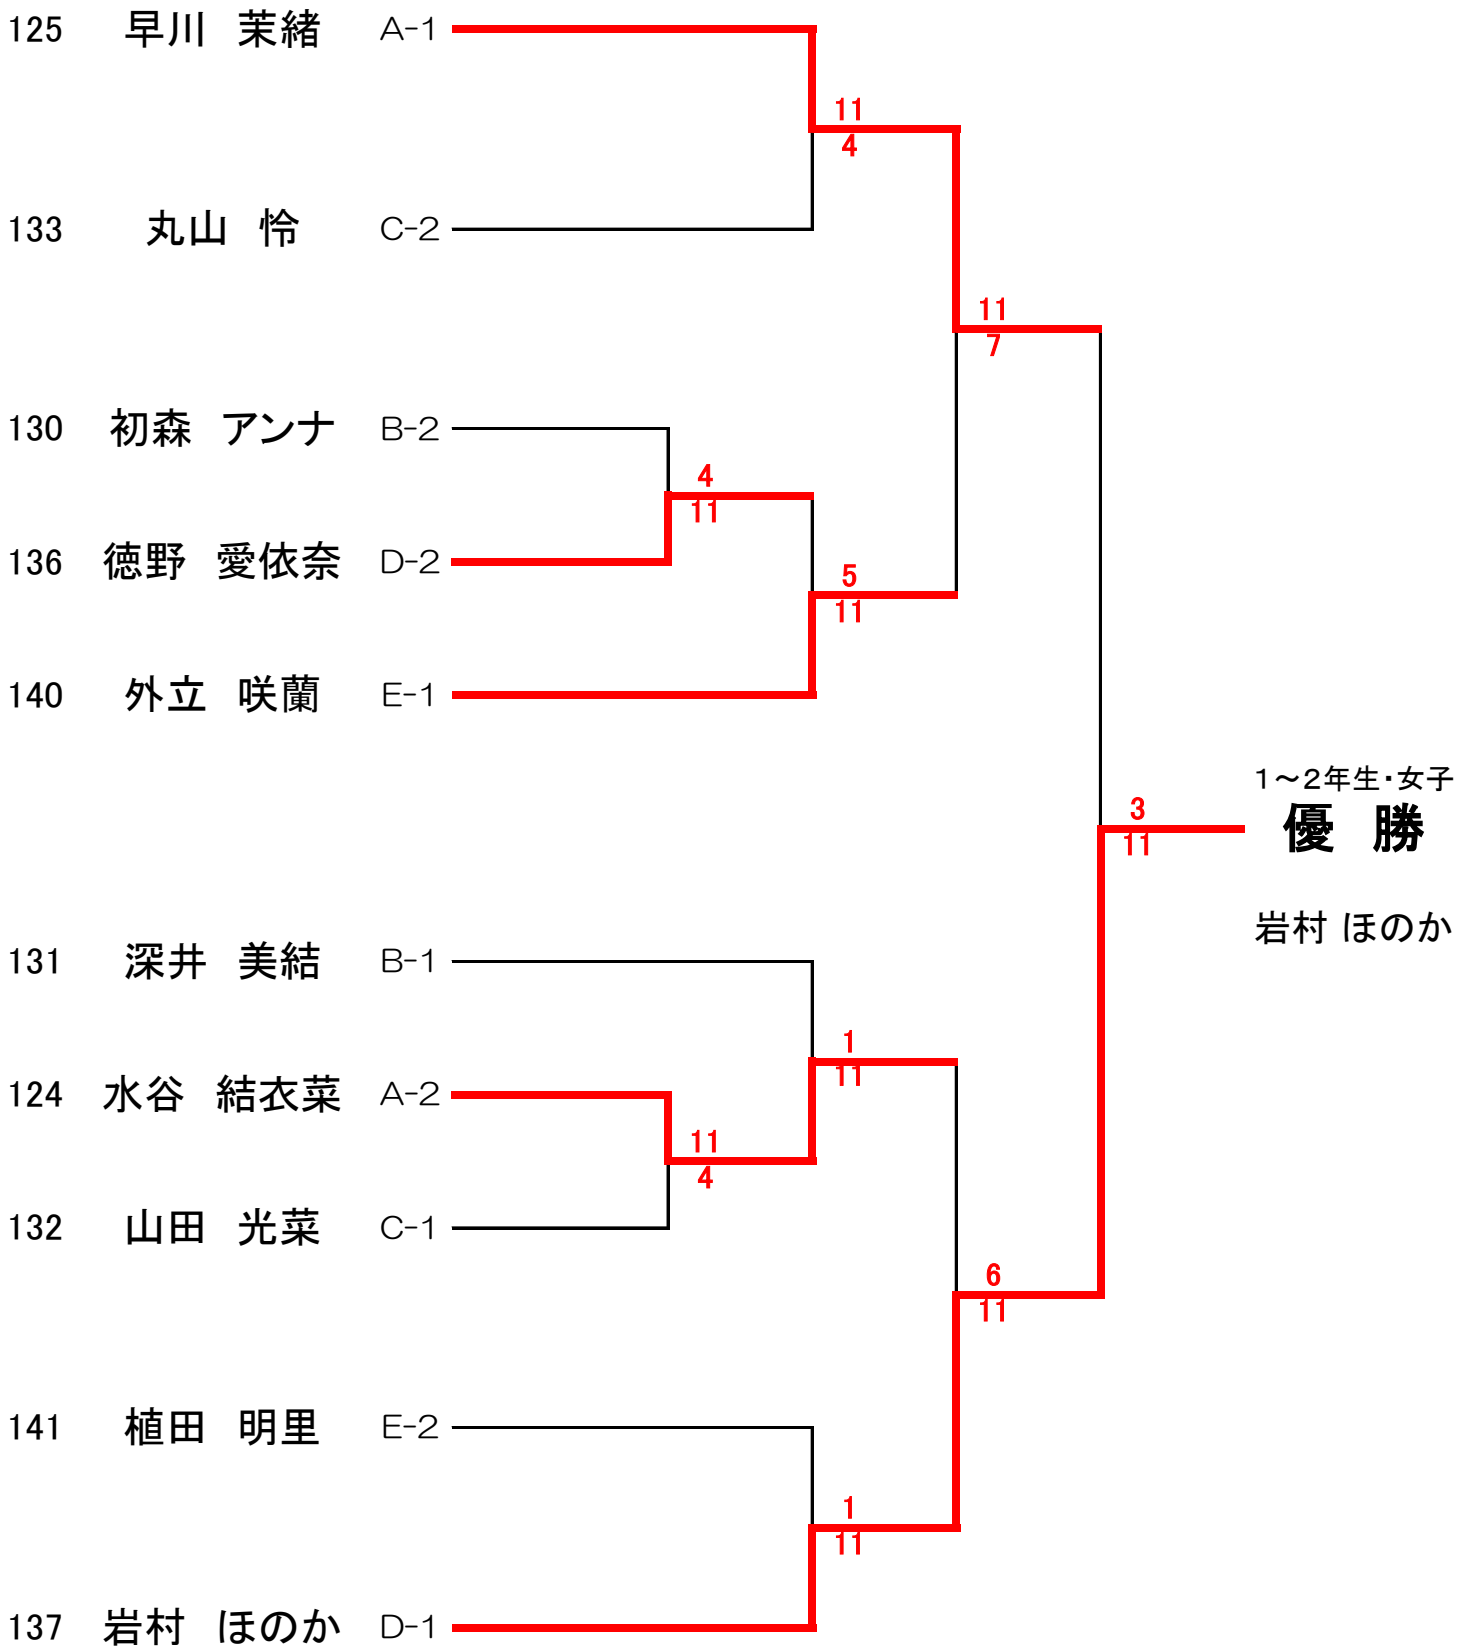 125 早川 茉緒 A-1
11
4
133 丸山 怜 C-2
11
7
130 初森 アンナ B-2
4
11
136 徳野 愛依奈 D-2
5
11
140 外立 咲蘭 E-1
1～2年生・女子
3
11
優 勝
岩村 ほのか
131 深井 美結 B-1
1
11
124 水谷 結衣菜 A-2
11
4
132 山田 光菜 C-1
6
11
141 植田 明里 E-2
1
11
137 岩村 ほのか D-1